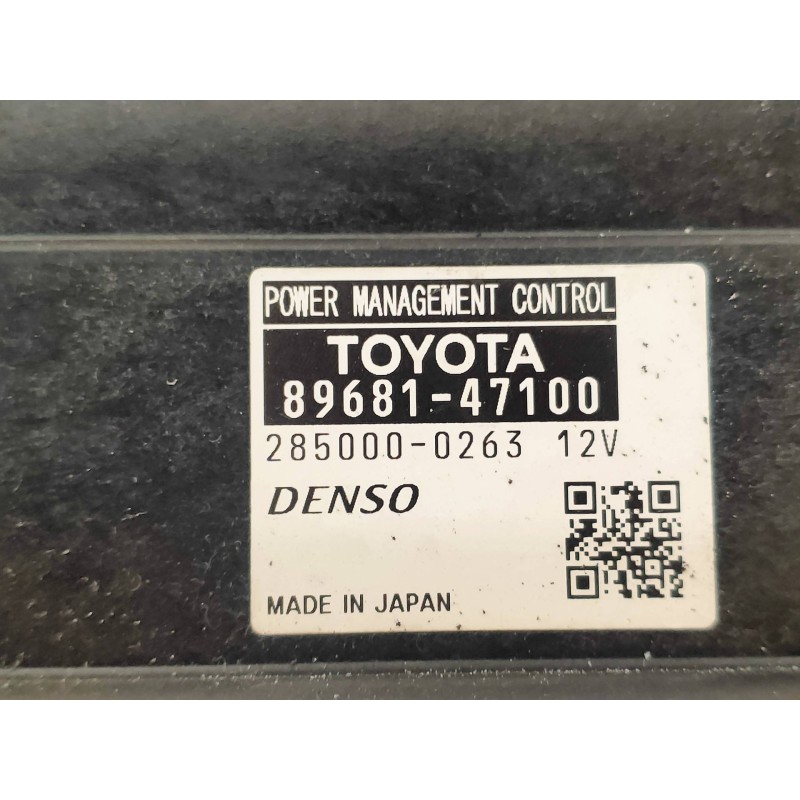 POWER MANAGEMENT CONTROL
TOYOTA
89681-47100
285000-0263 12V
DENSO
MADE IN JAPAN